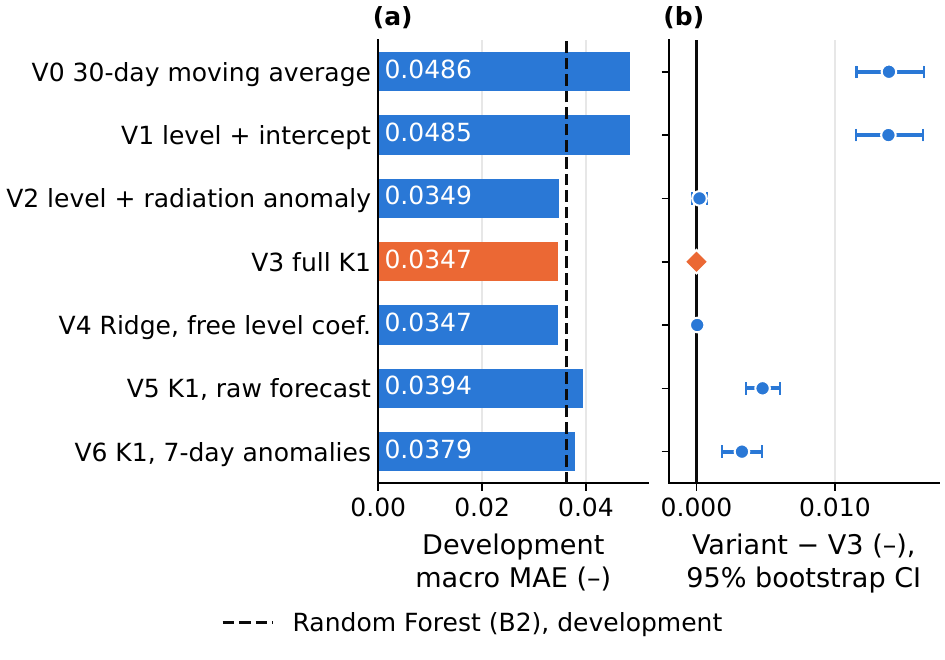 (a)
(b)
V0 30-day moving average
0.0486
V1 level + intercept
0.0485
V2 level + radiation anomaly
0.0349
V3 full K1
0.0347
V4 Ridge, free level coef.
0.0347
V5 K1, raw forecast
0.0394
V6 K1, 7-day anomalies
0.0379
0.00
0.02
0.04
0.000
0.010
Development
macro MAE (–)
Variant − V3 (–),
95% bootstrap CI
Random Forest (B2), development